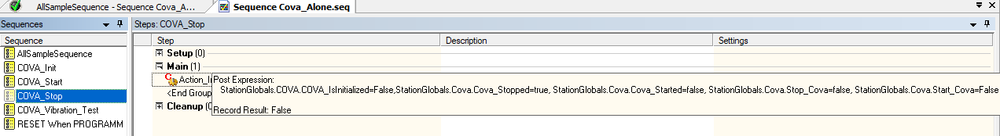 AllSampleSequence - Sequence Cova_A...
Sequence Cova_Alone.seq
Sequences
Steps: COVA_Stop
Sequence
Step
Description
Settings
AllSampleSequence
COVA_Init
COVA_Start
COVA_Stop
COVA_Vibration_Test
RESET When PROGRAMM
Setup (0)
Main (1)
Action_I
Post Expression:
StationGlobals.COVA.COVA_IsInitialized=False,StationGlobals.Cova.Cova_Stopped=true, StationGlobals.Cova.Cova_Started=false, StationGlobals.Cova.Stop_Cova=false, StationGlobals.Cova.Start_Cova=False
<End Group
Cleanup (
Record Result: False